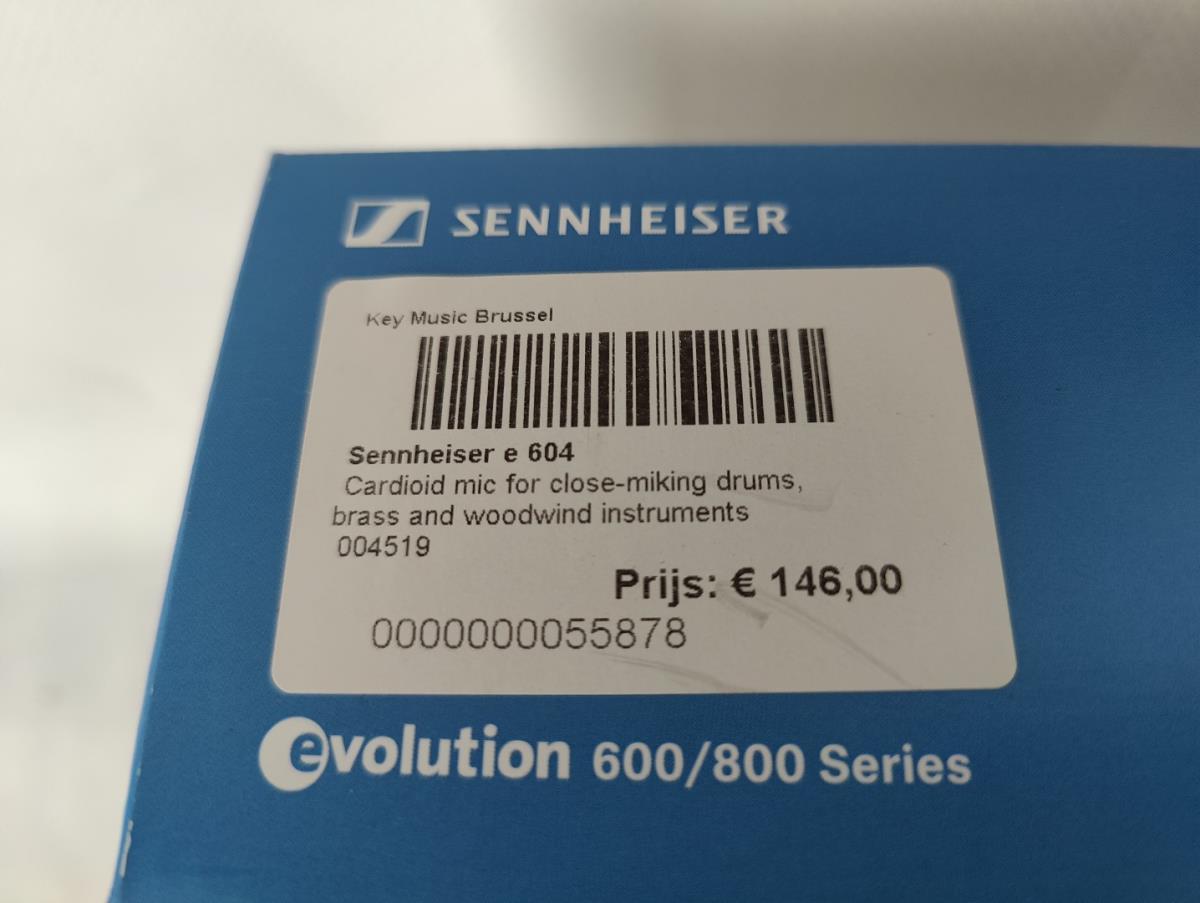 SENNHEISER
Key Music Brussel
Sennheiser e 604
Cardioid mic for close-miking drums,
brass and woodwind instruments
004519
Prijs: € 146,00
0000000055878
evolution 600/800 Series